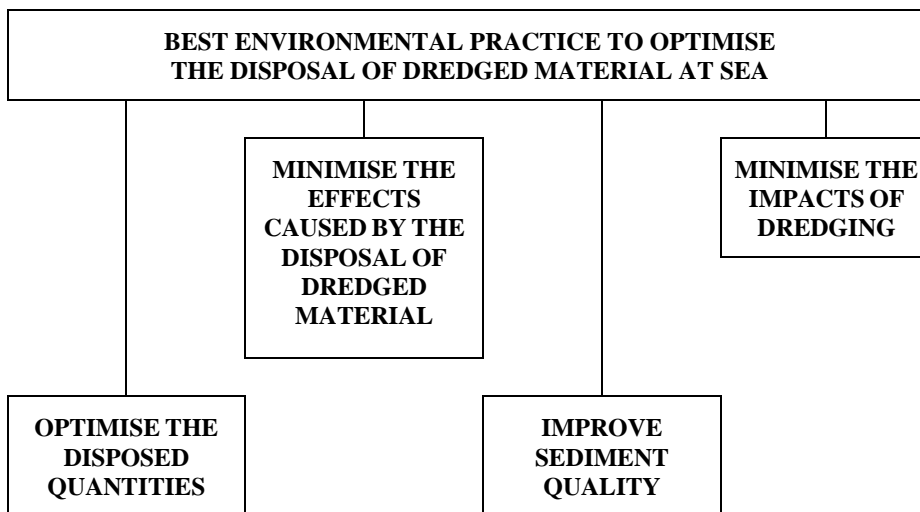 BEST ENVIRONMENTAL PRACTICE TO OPTIMISE
THE DISPOSAL OF DREDGED MATERIAL AT SEA
MINIMISE THE
EFFECTS
CAUSED BY THE
DISPOSAL OF
DREDGED
MATERIAL
MINIMISE THE
IMPACTS OF
DREDGING
OPTIMISE THE
DISPOSED
QUANTITIES
IMPROVE
SEDIMENT
QUALITY